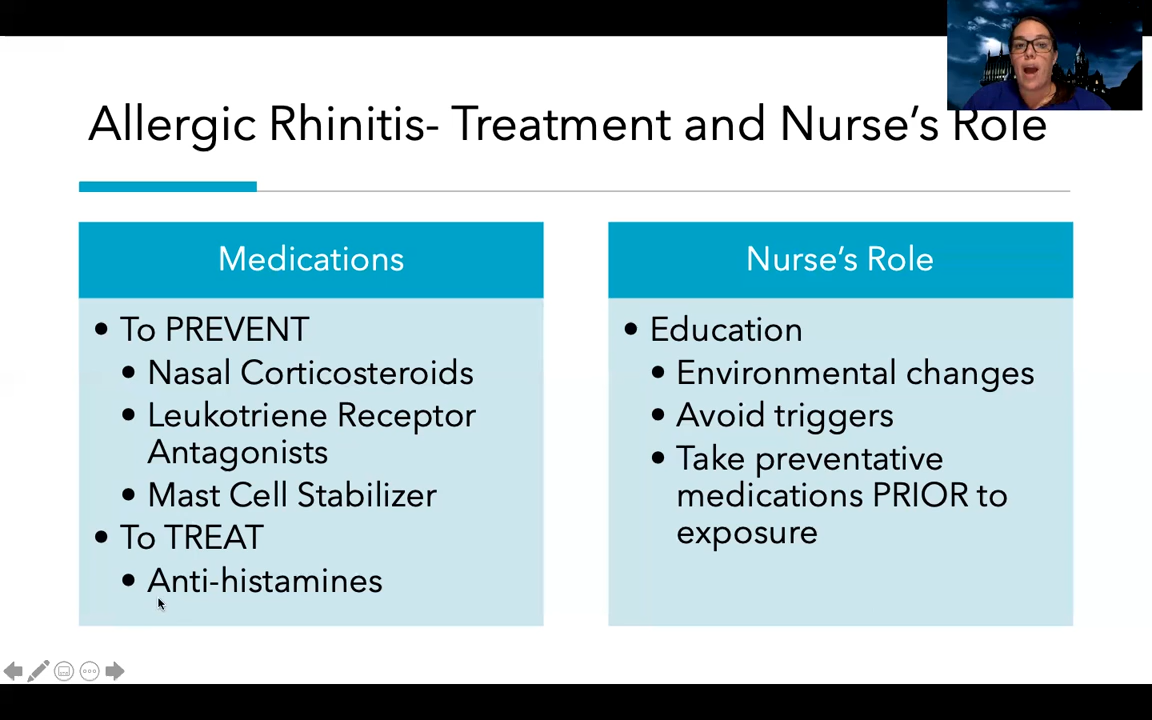 Allergic Rhinitis- Treatment and Nurse's Role
Medications
• To PREVENT
• Nasal Corticosteroids
• Leukotriene Receptor
Antagonists
• Mast Cell Stabilizer
• To TREAT
• Anti-histamines
Nurse's Role
• Education
• Environmental changes
• Avoid triggers
• Take preventative
medications PRIOR to
exposure